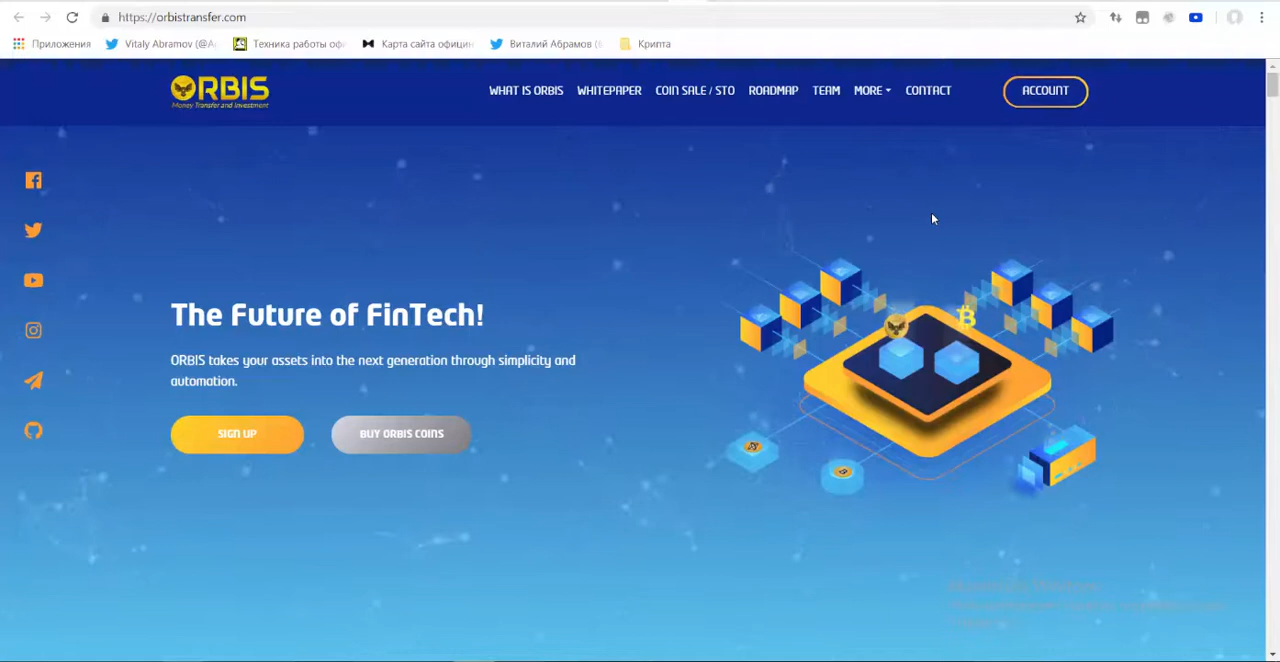 https://orbistransfer.com
Приложения Vitaly Abramov (@A Техника работы оф Карта сайта официн Виталий Абрамов ( Крипта
ORBIS
Money Transfer and Investment
WHAT IS ORBIS WHITEPAPER COIN SALE / STO ROADMAP TEAM MORE CONTACT ACCOUNT
The Future of FinTech!
ORBIS takes your assets into the next generation through simplicity and
automation.
SIGN UP BUY ORBIS COINS